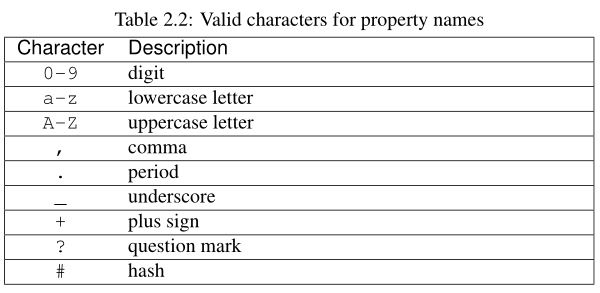 Table 2.2: Valid characters for property names
Character Description
0-9 digit
a-z lowercase letter
A-Z uppercase letter
, comma
. period
_ underscore
+ plus sign
? question mark
# hash